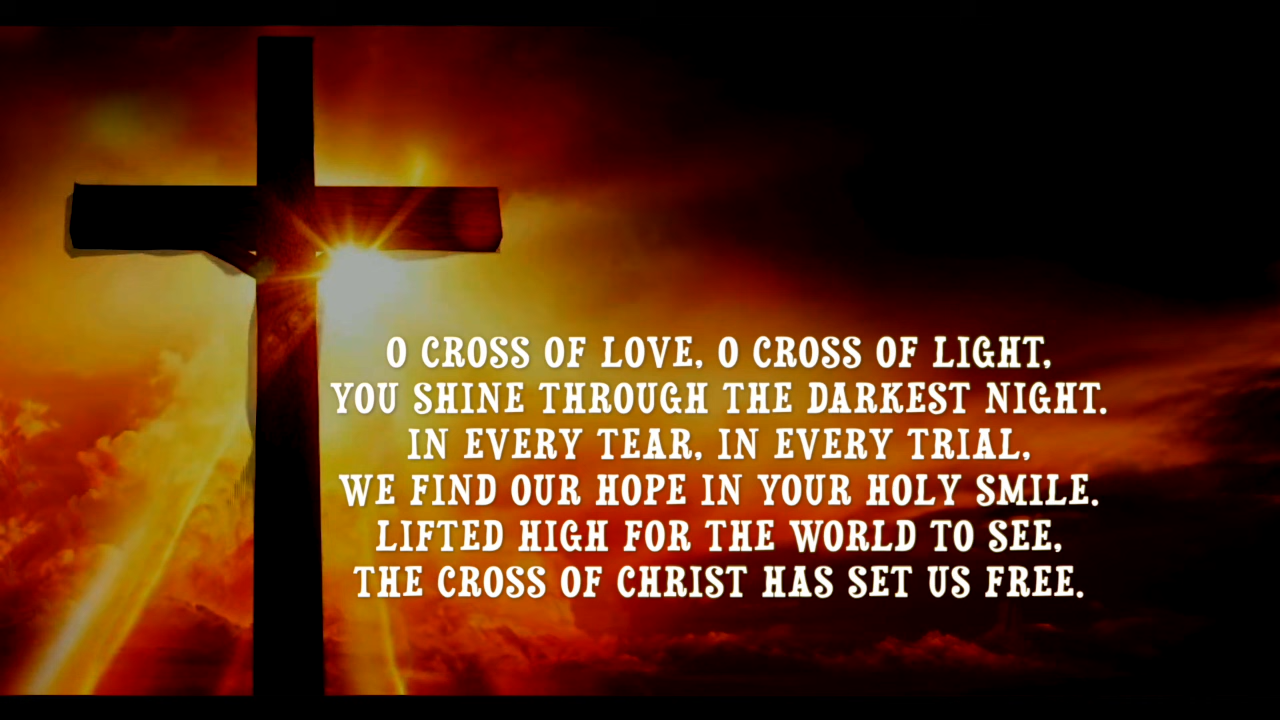 O CROSS OF LOVE, O CROSS OF LIGHT,
YOU SHINE THROUGH THE DARKEST NIGHT.
IN EVERY TEAR, IN EVERY TRIAL,
WE FIND OUR HOPE IN YOUR HOLY SMILE.
LIFTED HIGH FOR THE WORLD TO SEE,
THE CROSS OF CHRIST HAS SET US FREE.